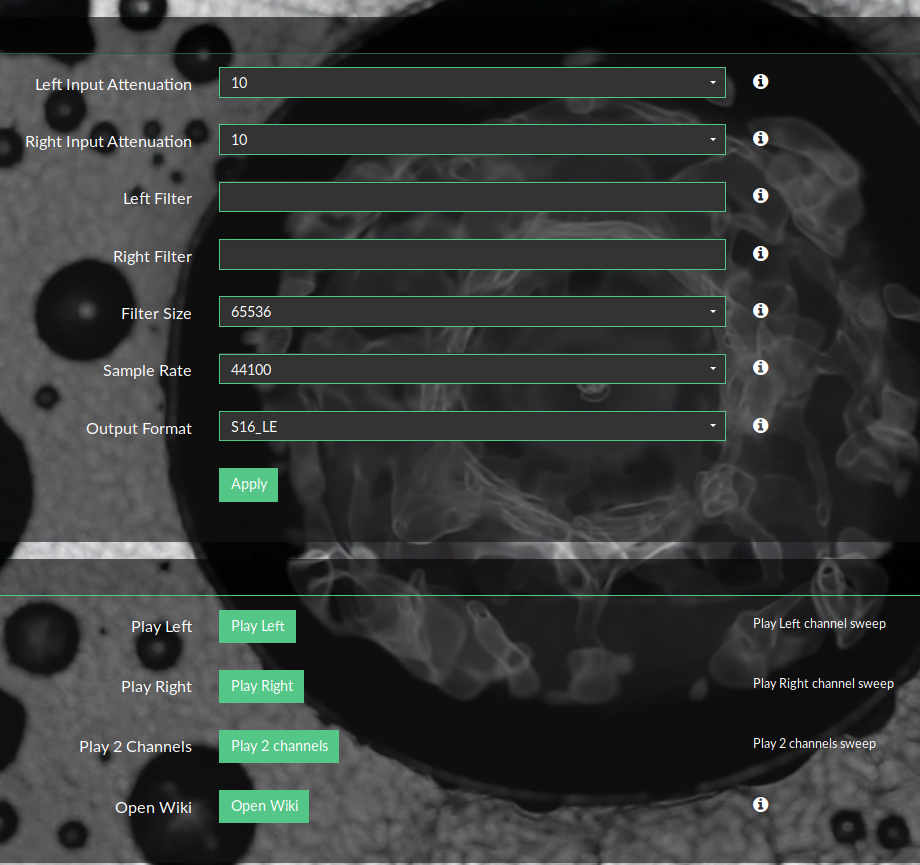 Left Input Attenuation 10
Right Input Attenuation 10
Left Filter
Right Filter
Filter Size 65536
Sample Rate 44100
Output Format S16_LE
Apply
Play Left Play Left Play Left channel sweep
Play Right Play Right Play Right channel sweep
Play 2 Channels Play 2 channels Play 2 channels sweep
Open Wiki Open Wiki